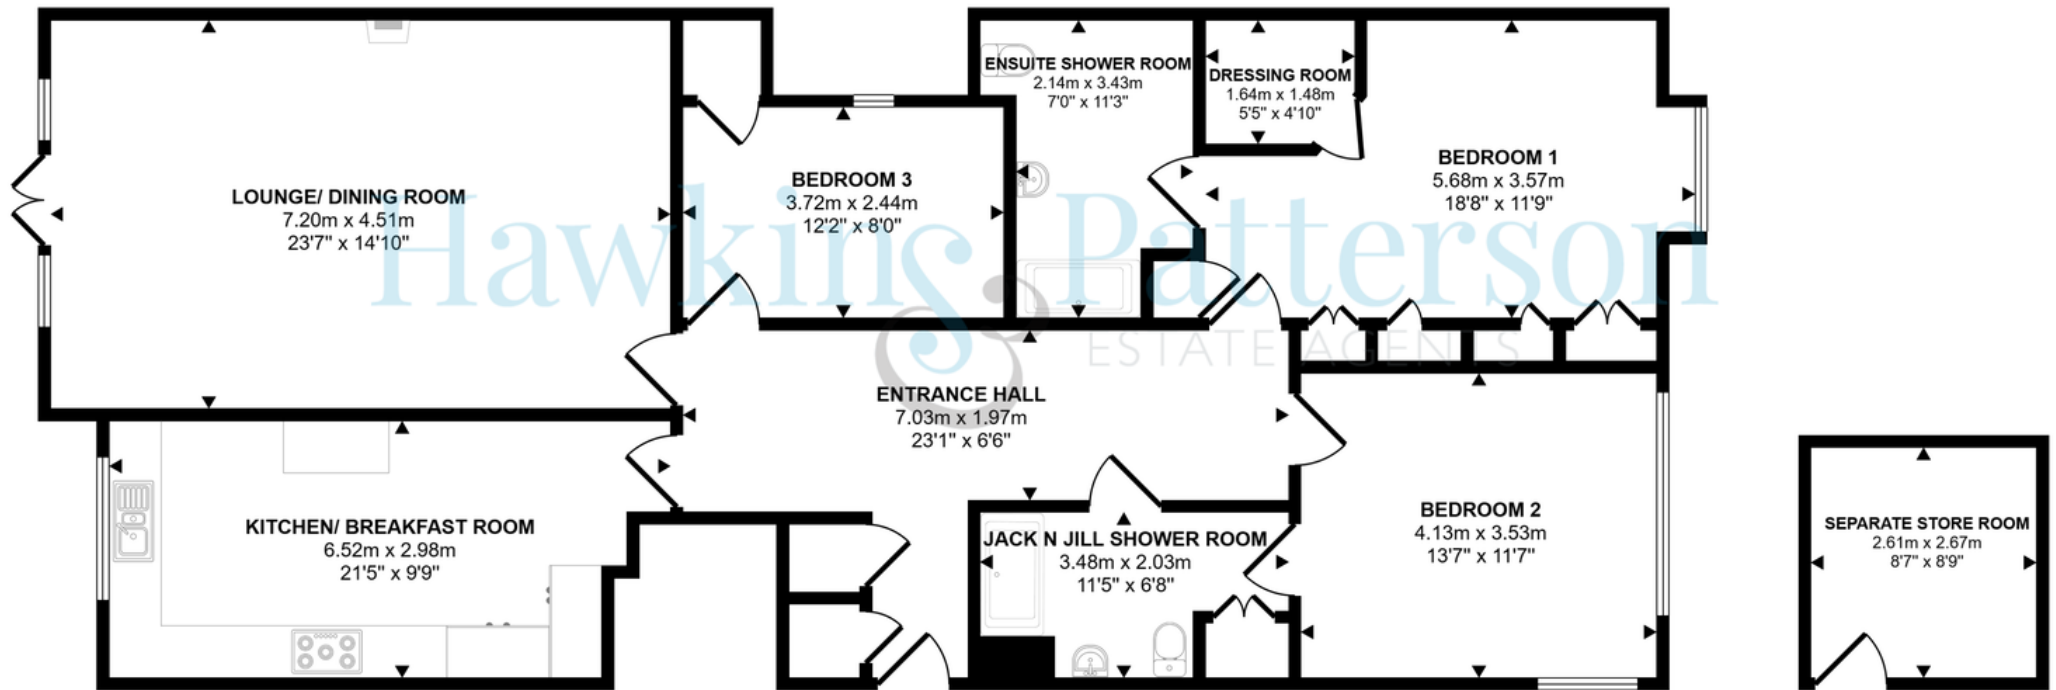 LOUNGE/ DINING ROOM
7.20m x 4.51m
23'7" x 14'10"
BEDROOM 3
3.72m x 2.44m
12'2" x 8'0"
ENSUITE SHOWER ROOM
2.14m x 3.43m
7'0" x 11'3"
DRESSING ROOM
1.64m x 1.48m
5'5" x 4'10"
BEDROOM 1
5.68m x 3.57m
18'8" x 11'9"
Hawkins & Patterson
ESTATE AGENTS
ENTRANCE HALL
7.03m x 1.97m
23'1" x 6'6"
KITCHEN/ BREAKFAST ROOM
6.52m x 2.98m
21'5" x 9'9"
JACK N JILL SHOWER ROOM
3.48m x 2.03m
11'5" x 6'8"
BEDROOM 2
4.13m x 3.53m
13'7" x 11'7"
SEPARATE STORE ROOM
2.61m x 2.67m
8'7" x 8'9"